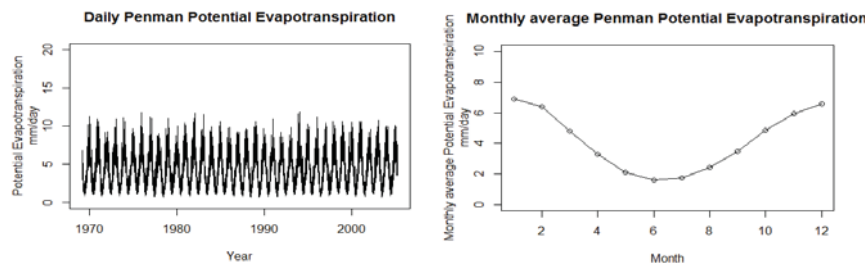 Daily Penman Potential Evapotranspiration
Potential Evapotranspiration
mm/day
20
15
10
5
0
1970 1980 1990 2000
Year
Monthly average Penman Potential Evapotranspiration
Monthly average Potential Evapotranspiration
mm/day
10
8
6
4
2
0
2 4 6 8 10 12
Month